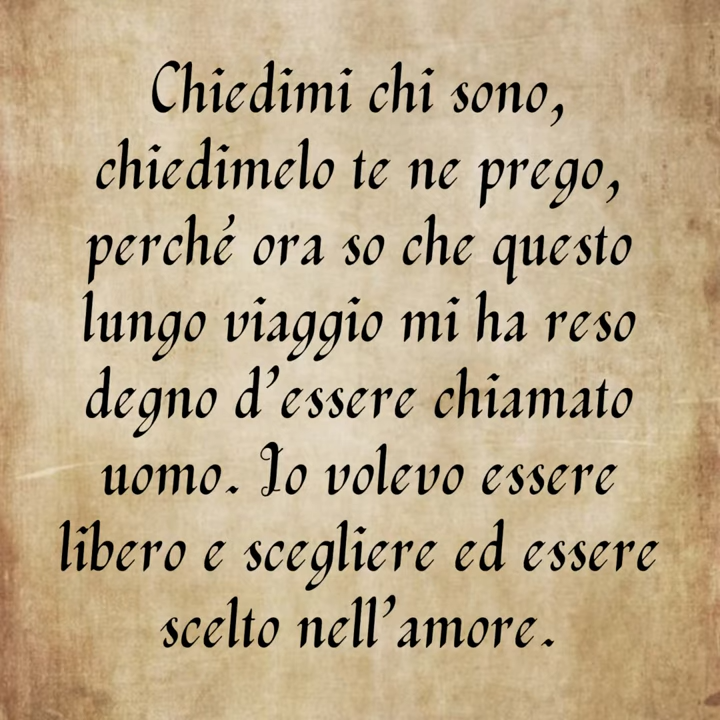 Chiedimi chi sono,
chiedimelo te ne prego,
perché ora so che questo
lungo viaggio mi ha reso
degno d’essere chiamato
uomo. Io volevo essere
libero e scegliere ed essere
scelto nell’amore.